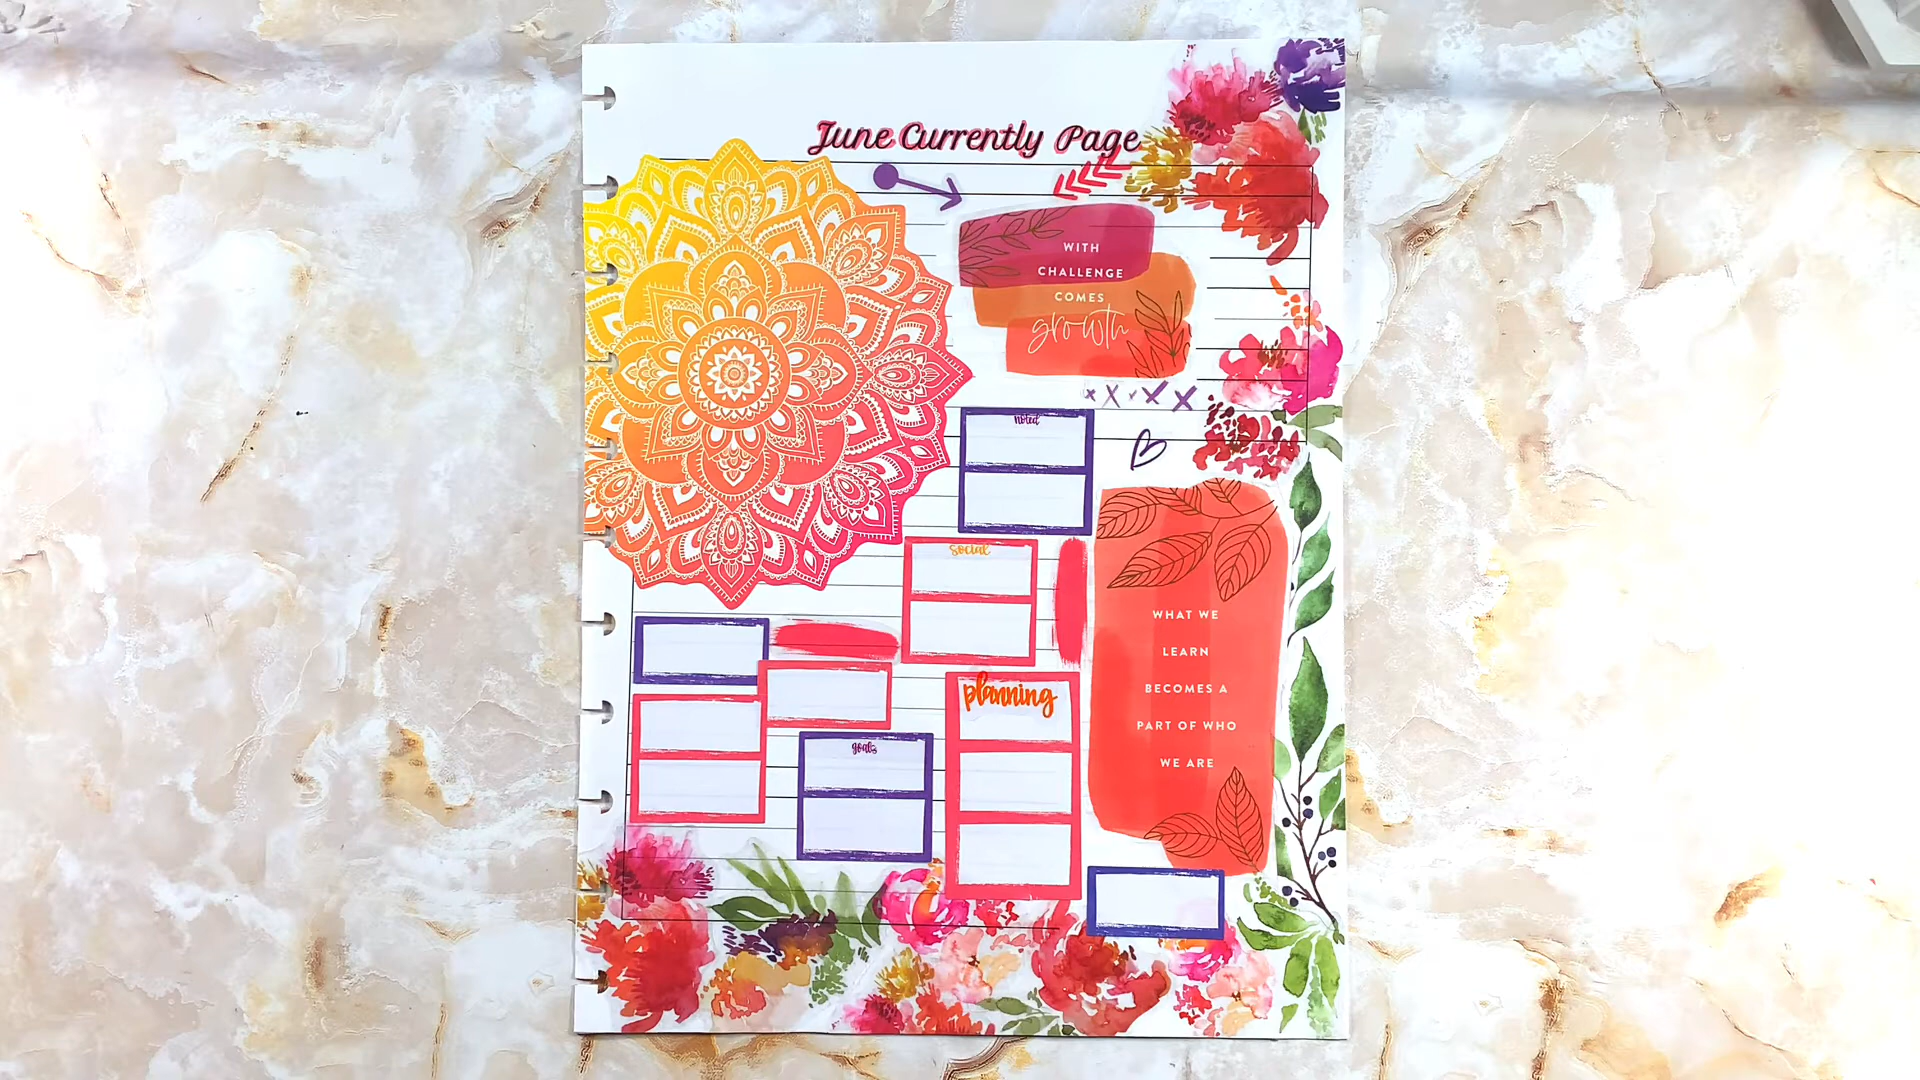 June Currently Page
WITH
CHALLENGE
COMES
growth
noted
social
WHAT WE
LEARN
BECOMES A
PART OF WHO
WE ARE
planning
goals